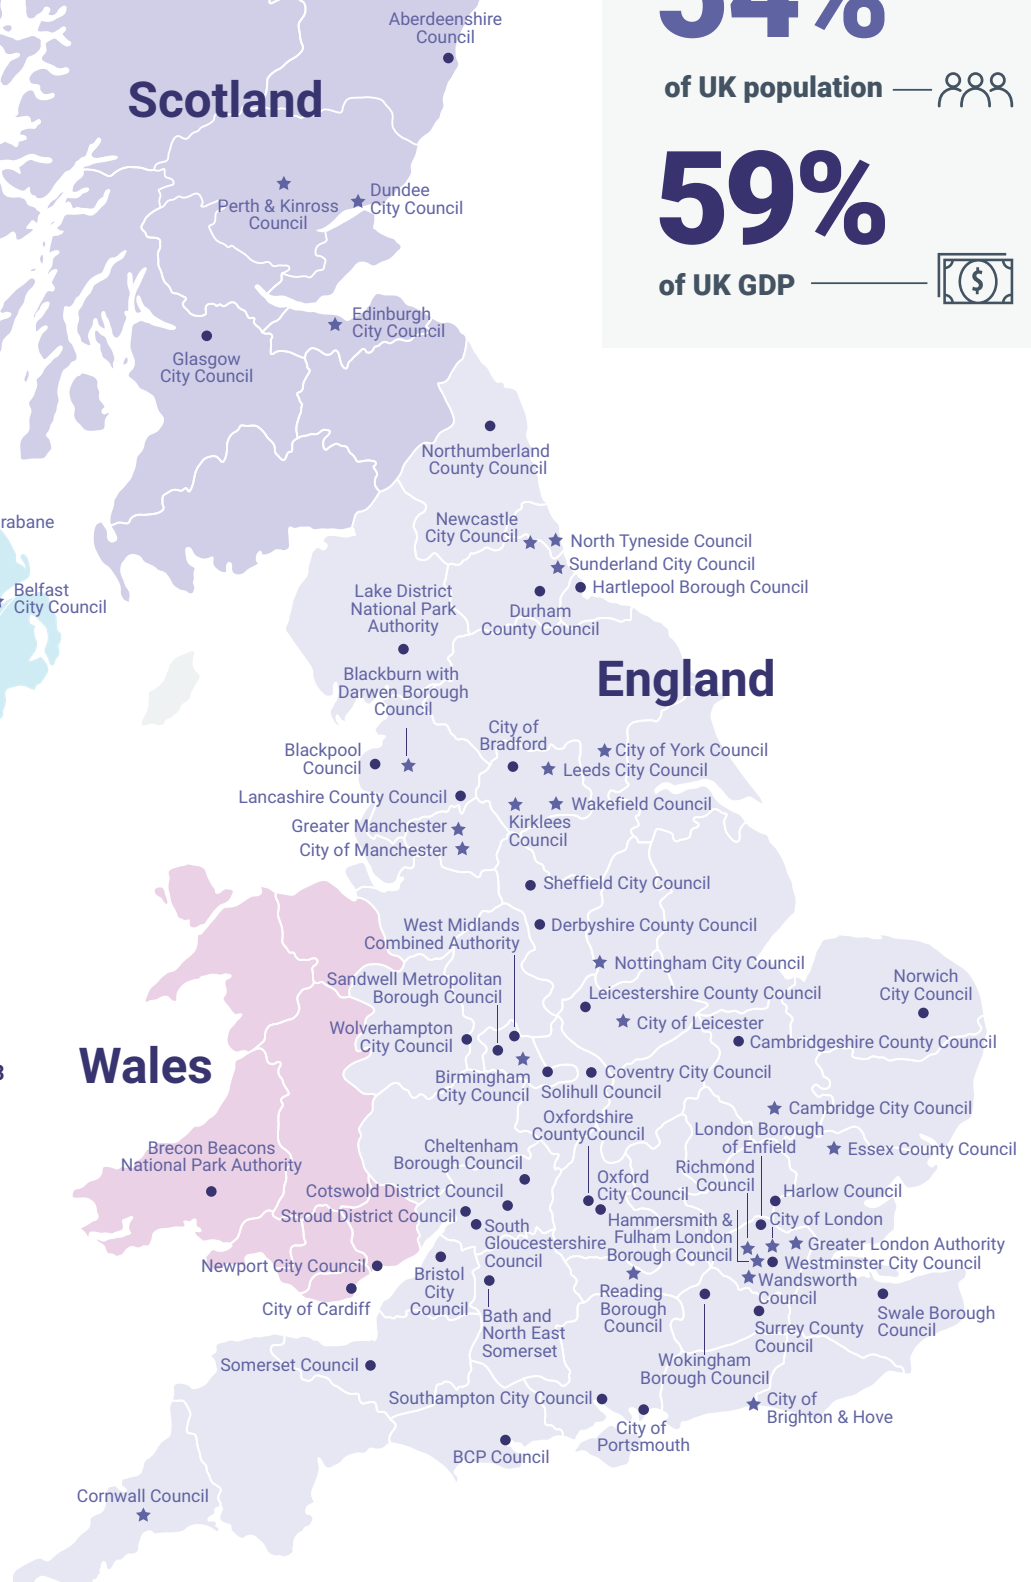 Aberdeenshire
Council
Scotland
54%
of UK population
59%
of UK GDP
$
Perth & Kinross
Council
Dundee
City Council
Edinburgh
City Council
Glasgow
City Council
Northumberland
County Council
rabane
Belfast
City Council
Newcastle
City Council
North Tyneside Council
Sunderland City Council
Hartlepool Borough Council
Durham
County Council
Lake District
National Park
Authority
England
Blackburn with
Darwen Borough
Council
City of
Bradford
City of York Council
Leeds City Council
Blackpool
Council
Lancashire County Council
Wakefield Council
Kirklees
Council
Greater Manchester
City of Manchester
Sheffield City Council
West Midlands
Combined Authority
Derbyshire County Council
Nottingham City Council
Sandwell Metropolitan
Borough Council
Leicestershire County Council
Norwich
City Council
City of Leicester
Wolverhampton
City Council
Cambridgeshire County Council
Wales
3
Birmingham
City Council
Solihull Council
Coventry City Council
Oxfordshire
CountyCouncil
Cambridge City Council
London Borough
of Enfield
Essex County Council
Brecon Beacons
National Park Authority
Cheltenham
Borough Council
Richmond
Council
Oxford
City Council
Cotswold District Council
Harlow Council
Stroud District Council
South
Gloucestershire
Council
Hammersmith &
Fulham London
Borough Council
City of London
Greater London Authority
Westminster City Council
Newport City Council
Bristol
City
Council
Reading
Borough
Council
Wandsworth
Council
City of Cardiff
Bath and
North East
Somerset
Swale Borough
Council
Surrey County
Council
Somerset Council
Wokingham
Borough Council
Southampton City Council
City of
Brighton & Hove
City of
Portsmouth
BCP Council
Cornwall Council